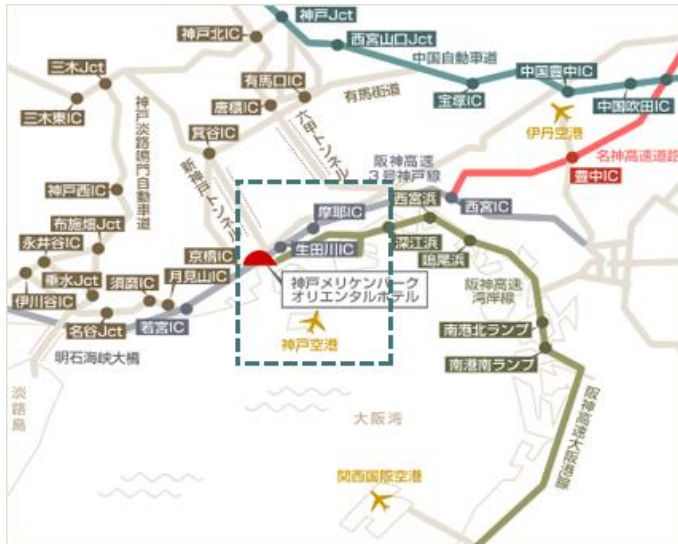 神戸Jct
神戸北IC
西宮山口Jct
中国自動車道
三木Jct
有馬口IC
中国豊中IC
有馬街道
宝塚IC
中国吹田IC
唐櫃IC
三木東IC
神戸淡路鳴門自動車道
六甲トンネル
伊丹空港
箕谷IC
阪神高速
3号神戸線
名神高速道路
新神戸トンネル
豊中IC
神戸西IC
西宮浜
西宮IC
摩耶IC
布施畑Jct
永井谷IC
京橋IC
生田川IC
深江浜
鳴尾浜
垂水Jct
須磨IC
月見山IC
神戸メリケンパーク
オリエンタルホテル
阪神高速
湾岸線
伊川谷IC
名谷Jct
若宮IC
南港北ランプ
神戸空港
明石海峡大橋
南港南ランプ
淡路島
大阪湾
阪神高速大阪港線
関西国際空港